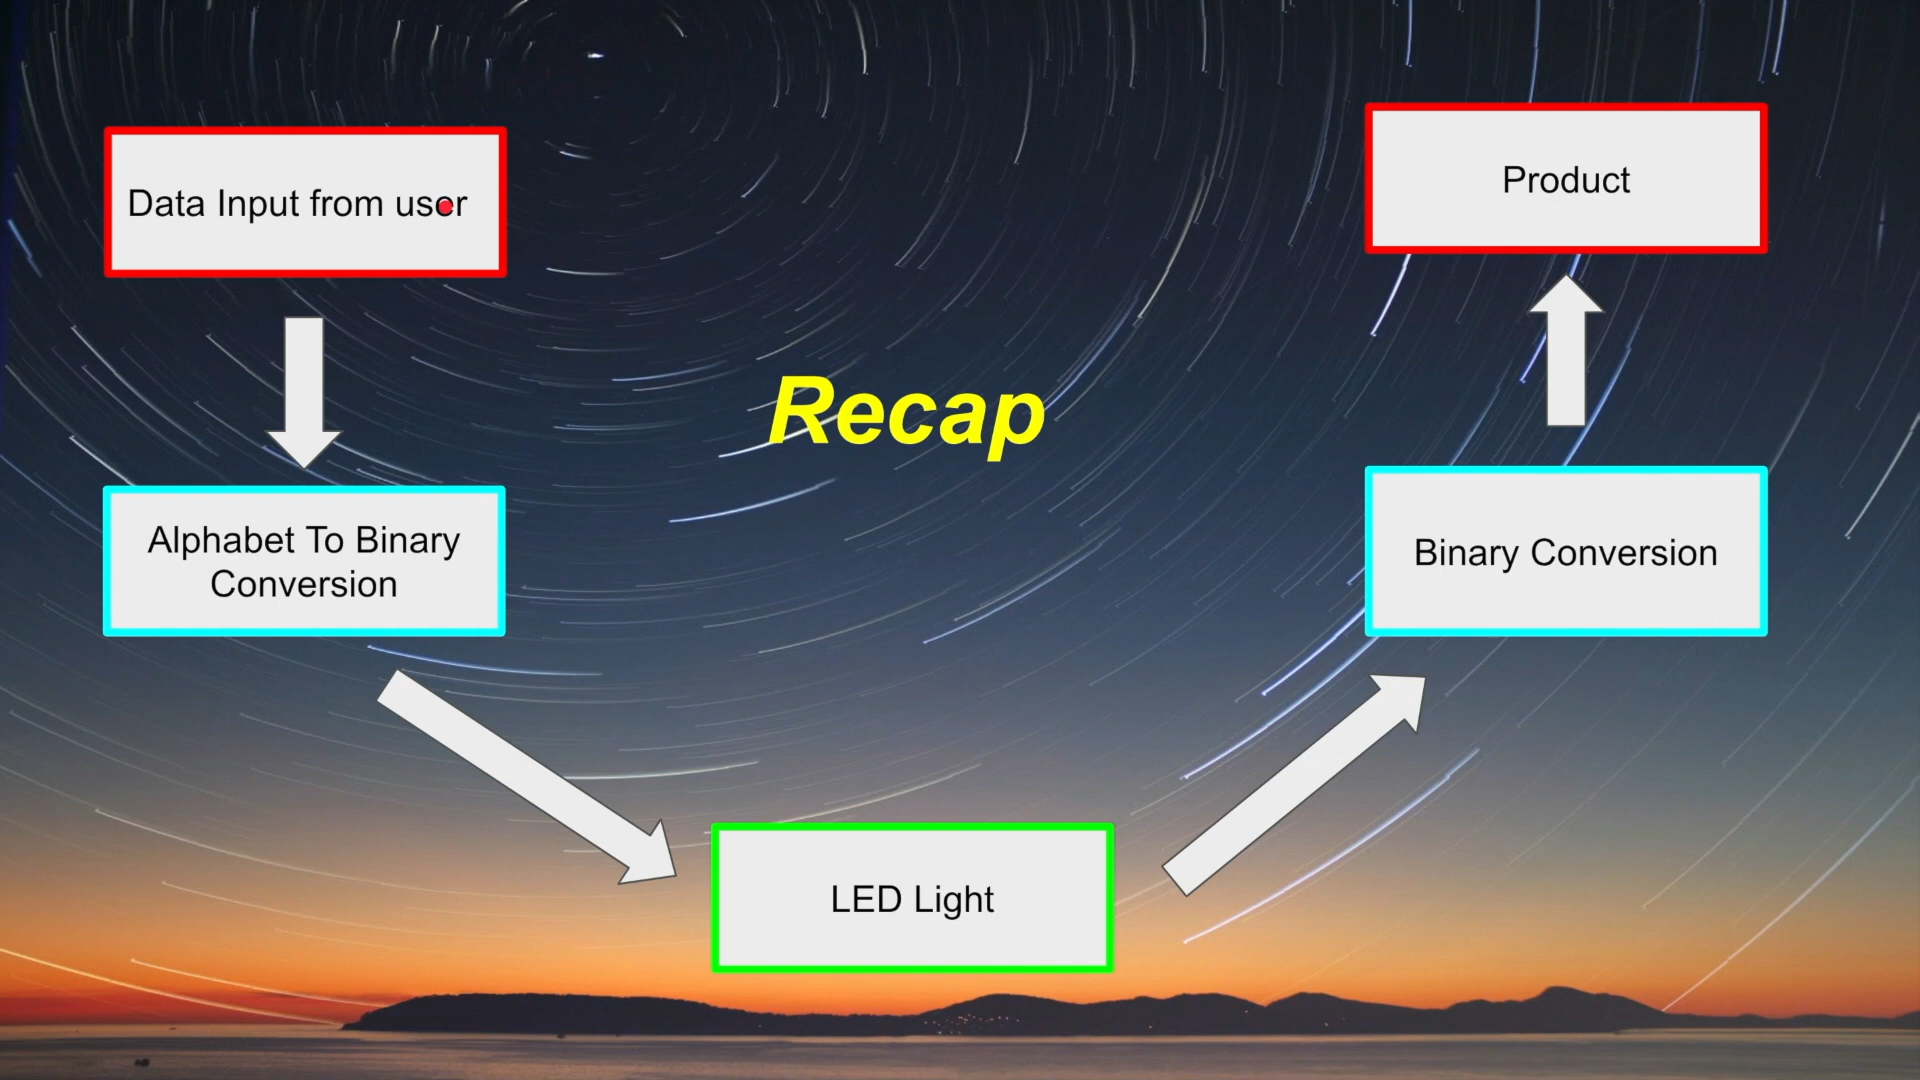 Data Input from user
Alphabet To Binary
Conversion
Recap
LED Light
Binary Conversion
Product